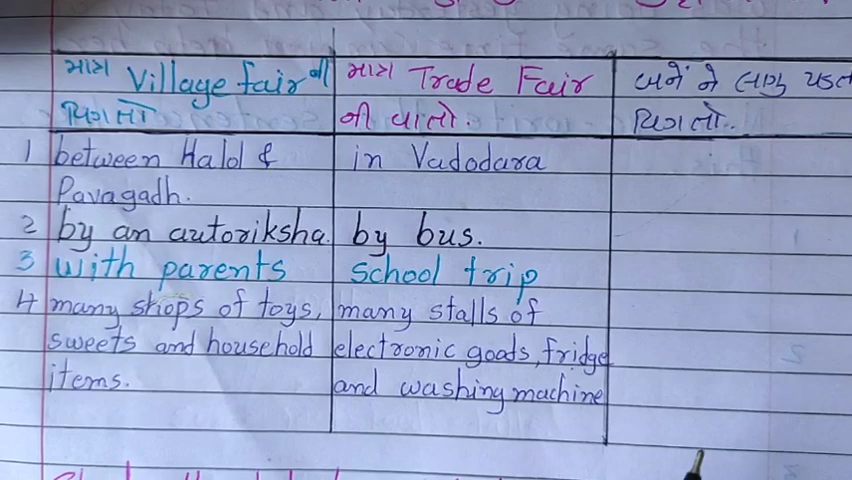 માત્ર Village fair ની વિગતો
માત્ર Trade Fair ની વાતો.
બંને ને લાગુ પડત વિગતો..
1 between Halol & Pavagadh.
in Vadodara
2 by an autoriksha.
by bus.
3 with parents
school trip
4 many shops of toys,
sweets and household
items.
many stalls of
electronic goods, fridge
and washing machine